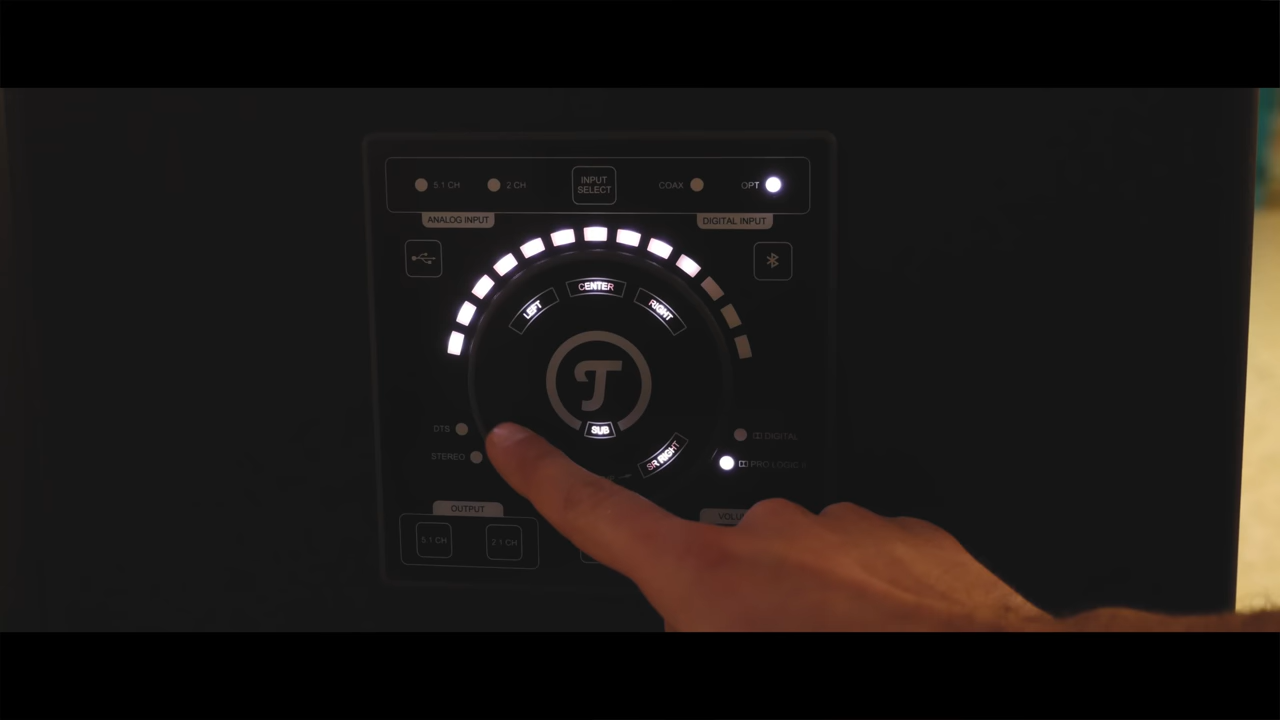 5.1 CH
2 CH
INPUT
SELECT
COAX
OPT
ANALOG INPUT
DIGITAL INPUT
LEFT
CENTER
RIGHT
T
SUB
SR RIGHT
DTS
STEREO
DIGITAL
PRO LOGIC II
OUTPUT
5.1 CH
2.1 CH